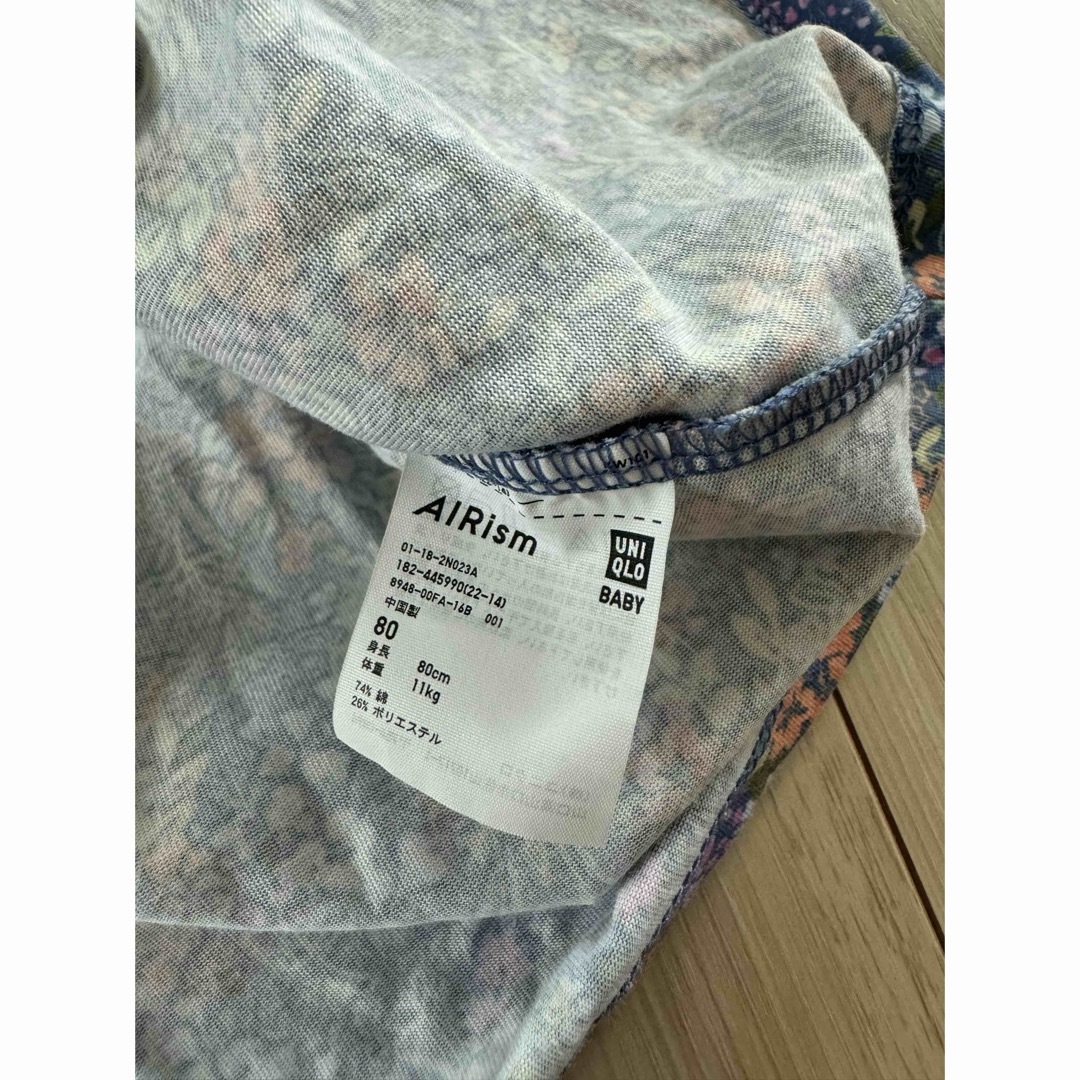 AIRism
UNI
QLO
BABY
01-1B-2N023A
182-445990(22-14)
8948-00FA-16B 001
中国製
80
身長 80cm
体重 11kg
74% 綿
26% ポリエステル